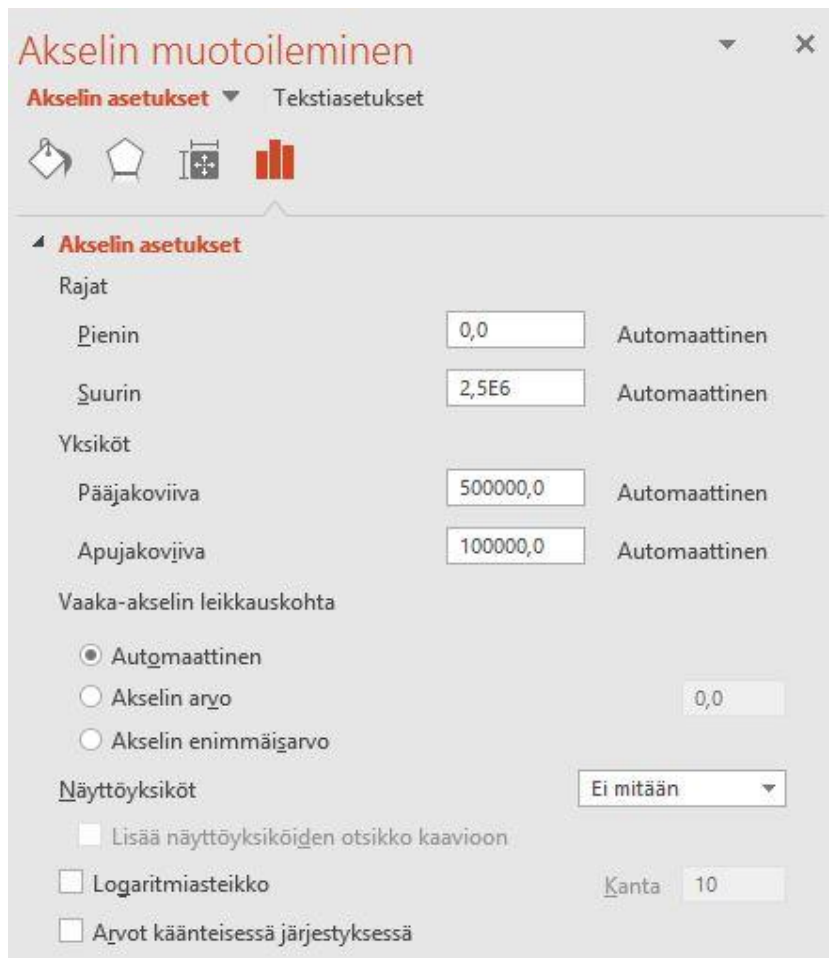 Akselin muotoileminen
Akselin asetukset Tekstiasetukset
Akselin asetukset
Rajat
Pienin 0,0 Automaattinen
Suurin 2,5E6 Automaattinen
Yksiköt
Pääjakoviiva 500000,0 Automaattinen
Apujakoviiva 100000,0 Automaattinen
Vaaka-akselin leikkauskohta
Automaattinen
Akselin arvo 0,0
Akselin enimmäisarvo
Näyttöyksiköt Ei mitään
Lisää näyttöyksiköiden otsikko kaavioon
Logaritmiasteikko Kanta 10
Arvot käänteisessä järjestyksessä